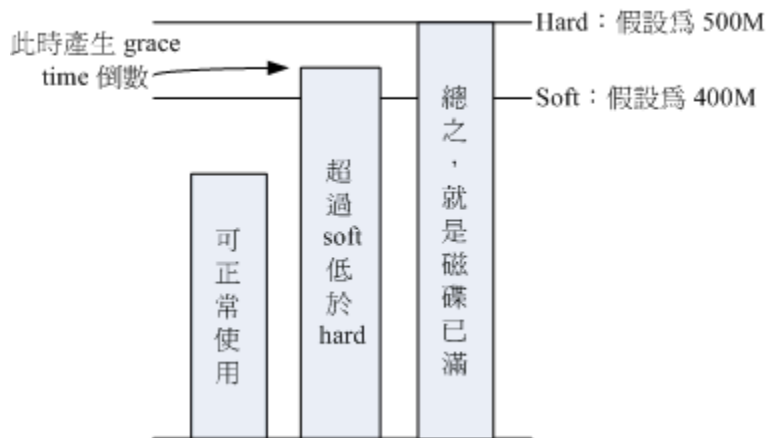 Hard：假設為 500M
此時產生 grace
time 倒數
Soft：假設為 400M
可正常使用
超過 soft 低於 hard
總之，就是磁碟已滿